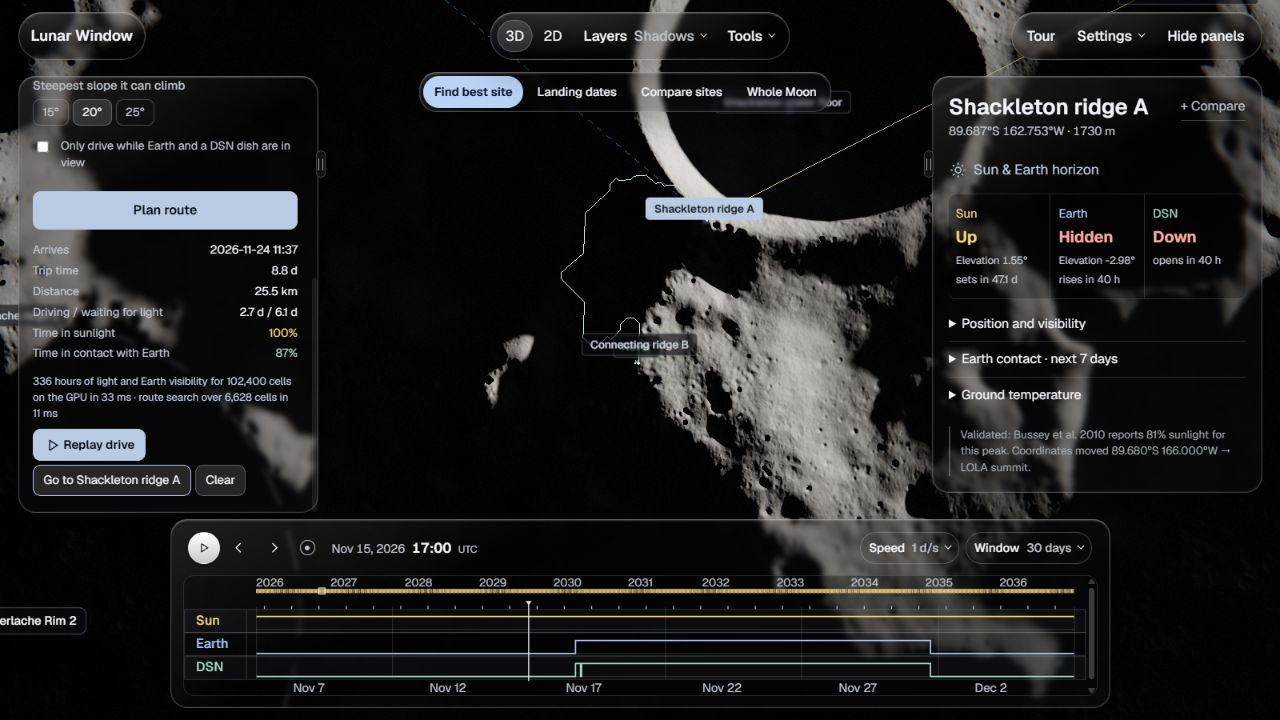 Lunar Window
3D 2D Layers Shadows Tools
Tour Settings Hide panels
Find best site Landing dates Compare sites Whole Moon
Steepest slope it can climb
15° 20° 25°
Only drive while Earth and a DSN dish are in
view
Plan route
Arrives 2026-11-24 11:37
Trip time 8.8 d
Distance 25.5 km
Driving / waiting for light 2.7 d / 6.1 d
Time in sunlight 100%
Time in contact with Earth 87%
336 hours of light and Earth visibility for 102,400 cells
on the GPU in 33 ms · route search over 6,628 cells in
11 ms
Replay drive
Go to Shackleton ridge A Clear
Shackleton ridge A
Connecting ridge B
erlache Rim 2
Shackleton ridge A
+ Compare
89.687°S 162.753°W · 1730 m
Sun & Earth horizon
Sun Earth DSN
Up Hidden Down
Elevation 1.55° Elevation -2.98° opens in 40 h
sets in 47.1 d rises in 40 h
Position and visibility
Earth contact · next 7 days
Ground temperature
Validated: Bussey et al. 2010 reports 81% sunlight for
this peak. Coordinates moved 89.680°S 166.000°W →
LOLA summit.
Nov 15, 2026 17:00 UTC
Speed 1 d/s Window 30 days
2026 2027 2028 2029 2030 2031 2032 2033 2034 2035 2036
Sun
Earth
DSN
Nov 7 Nov 12 Nov 17 Nov 22 Nov 27 Dec 2